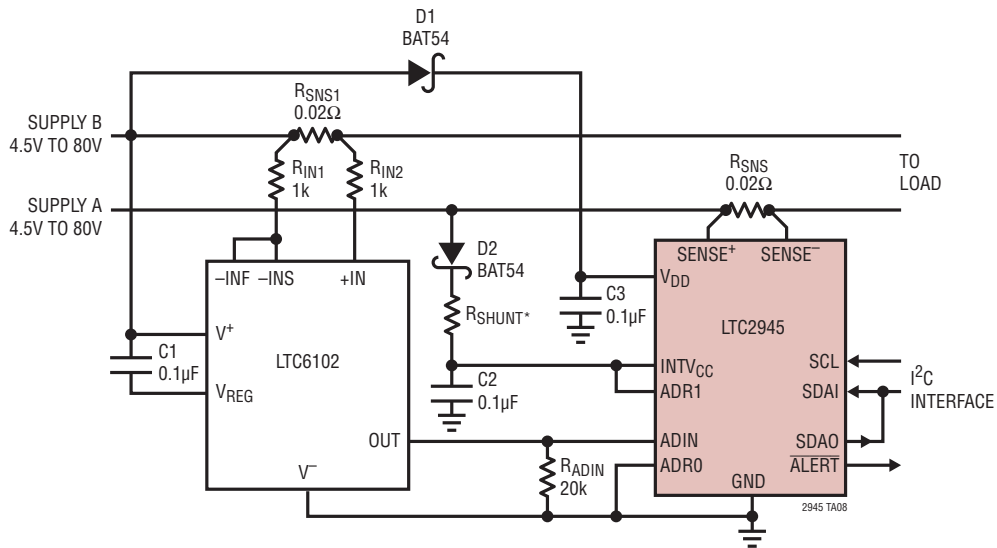 D1
BAT54
SUPPLY B
4.5V TO 80V
RSNS1
0.02Ω
RIN1
1k
RIN2
1k
SUPPLY A
4.5V TO 80V
RSNS
0.02Ω
TO
LOAD
D2
BAT54
RSHUNT*
–INF –INS +IN
V+
LTC6102
VREG
OUT
V–
C1
0.1µF
C2
0.1µF
C3
0.1µF
RADIN
20k
SENSE+ SENSE–
VDD
LTC2945
INTVCC
ADR1
ADIN
ADR0
GND
SCL
SDAI
SDAO
ALERT
I2C
INTERFACE
2945 TA08